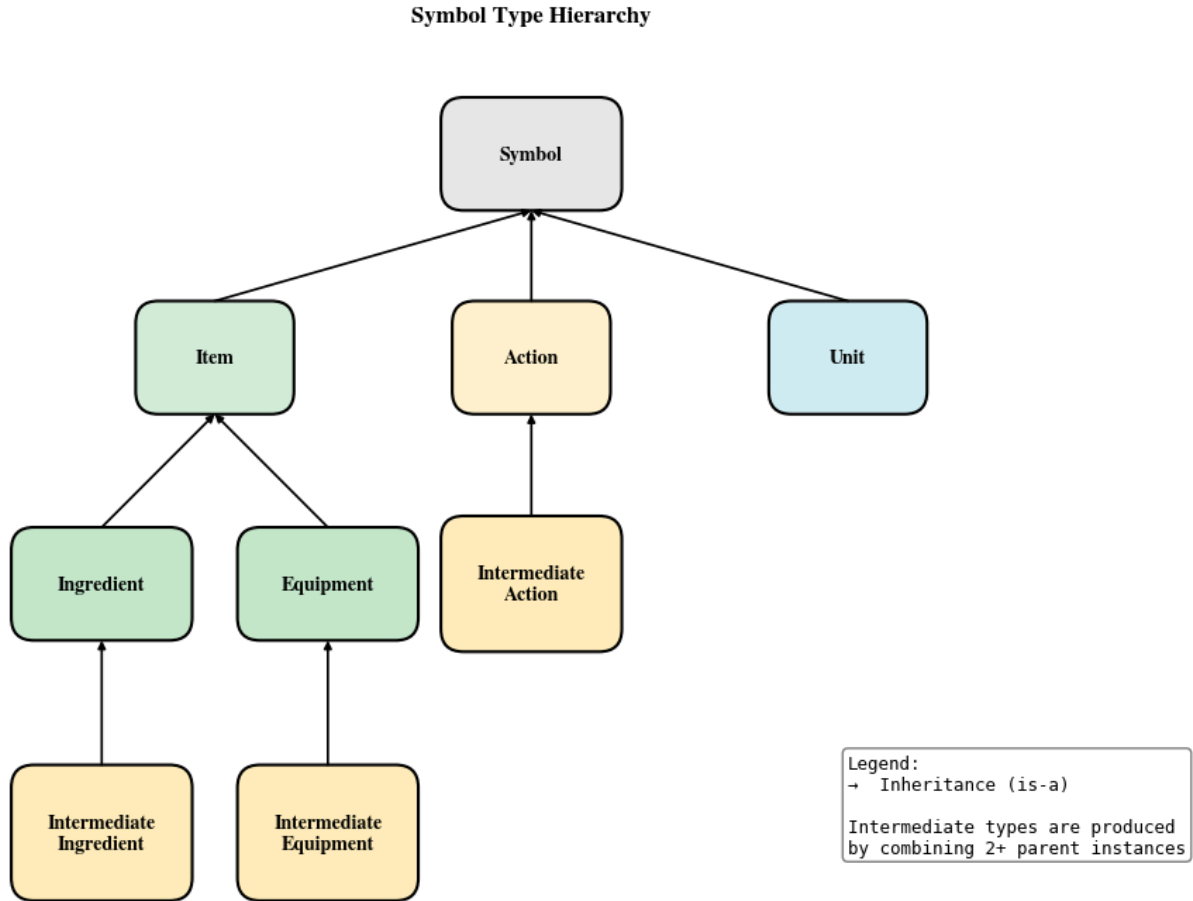 Symbol Type Hierarchy
Symbol
Item
Action
Unit
Ingredient
Equipment
Intermediate
Action
Intermediate
Ingredient
Intermediate
Equipment
Legend:
→ Inheritance (is-a)
Intermediate types are produced
by combining 2+ parent instances